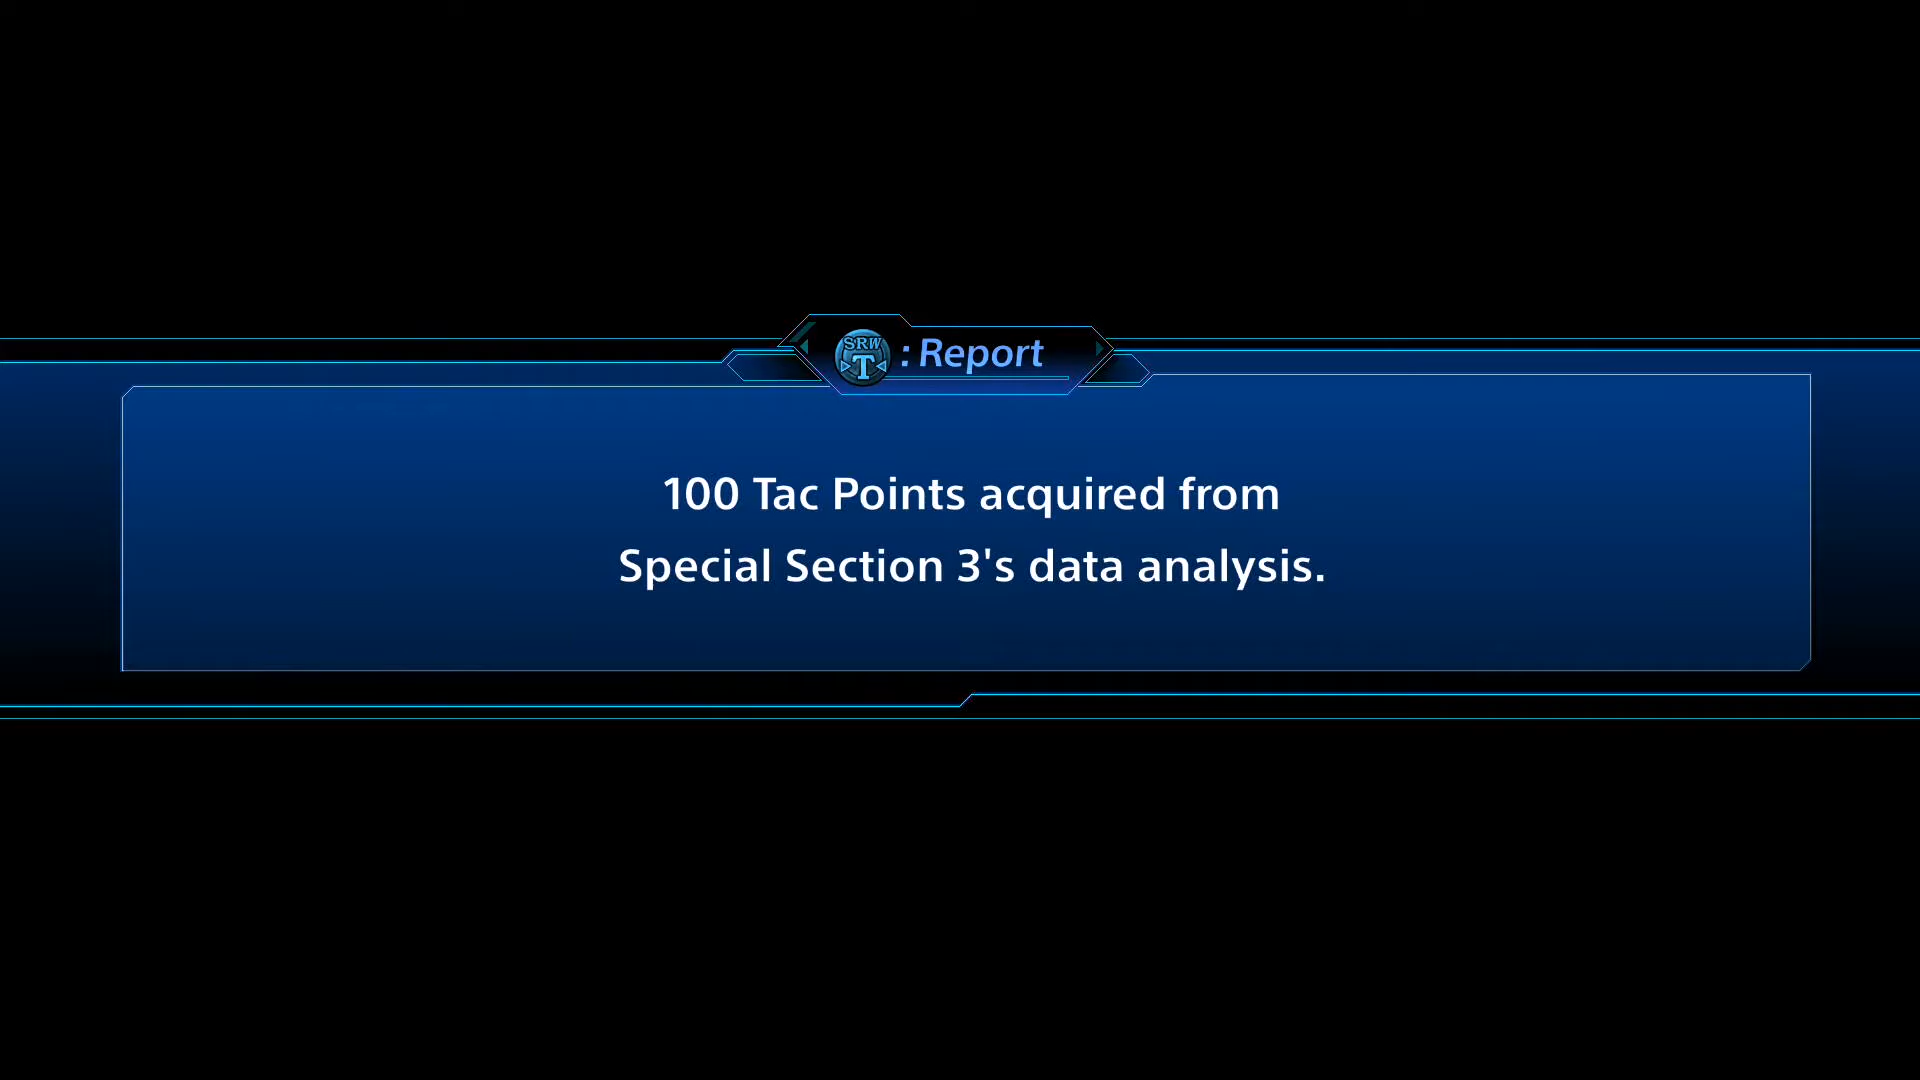 SRW
T
: Report
100 Tac Points acquired from
Special Section 3's data analysis.